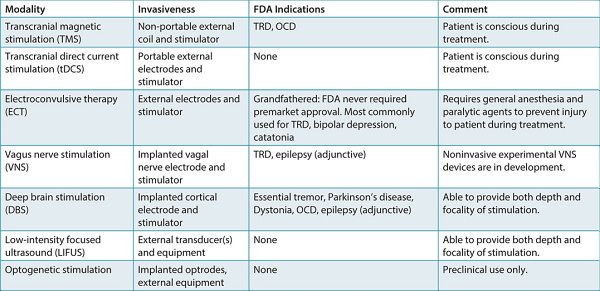 Modality Invasiveness FDA Indications Comment
Transcranial magnetic stimulation (TMS)
Non-portable external coil and stimulator
TRD, OCD
Patient is conscious during treatment.
Transcranial direct current stimulation (tDCS)
Portable external electrodes and stimulator
None
Patient is conscious during treatment.
Electroconvulsive therapy (ECT)
External electrodes and stimulator
Grandfathered: FDA never required premarket approval. Most commonly used for TRD, bipolar depression, catatonia
Requires general anesthesia and paralytic agents to prevent injury to patient during treatment.
Vagus nerve stimulation (VNS)
Implanted vagal nerve electrode and stimulator
TRD, epilepsy (adjunctive)
Noninvasive experimental VNS devices are in development.
Deep brain stimulation (DBS)
Implanted cortical electrode and stimulator
Essential tremor, Parkinson's disease, Dystonia, OCD, epilepsy (adjunctive)
Able to provide both depth and focality of stimulation.
Low-intensity focused ultrasound (LIFUS)
External transducer(s) and equipment
None
Able to provide both depth and focality of stimulation.
Optogenetic stimulation
Implanted optrodes, external equipment
None
Preclinical use only.